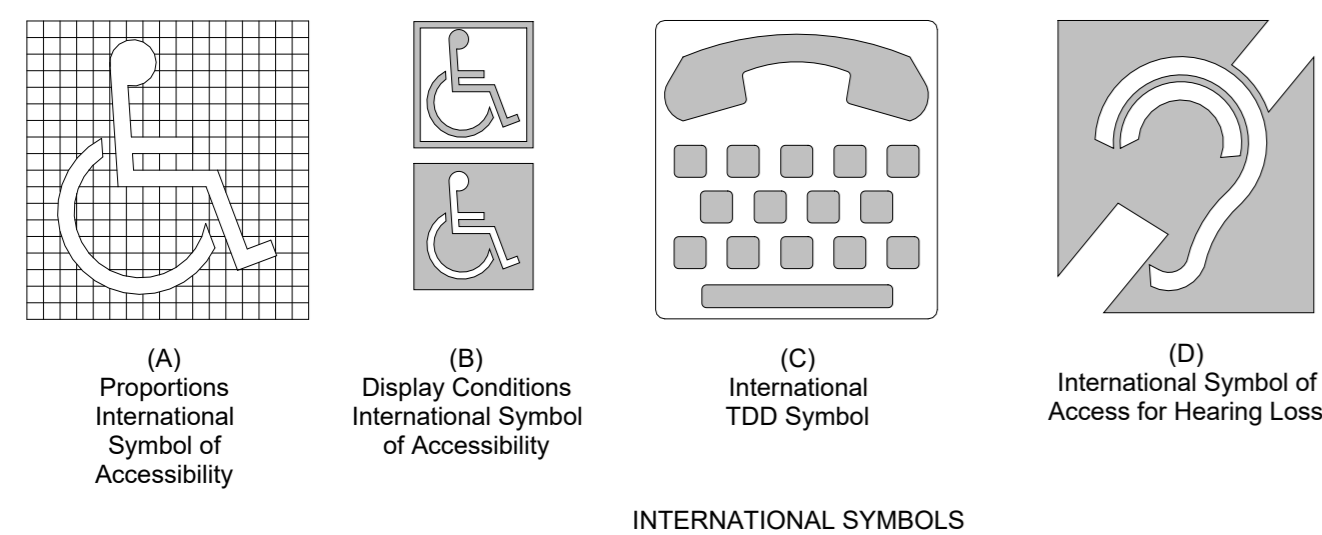 (A)
Proportions
International
Symbol of
Accessibility
(B)
Display Conditions
International Symbol
of Accessibility
(C)
International
TDD Symbol
(D)
International Symbol of
Access for Hearing Loss
INTERNATIONAL SYMBOLS